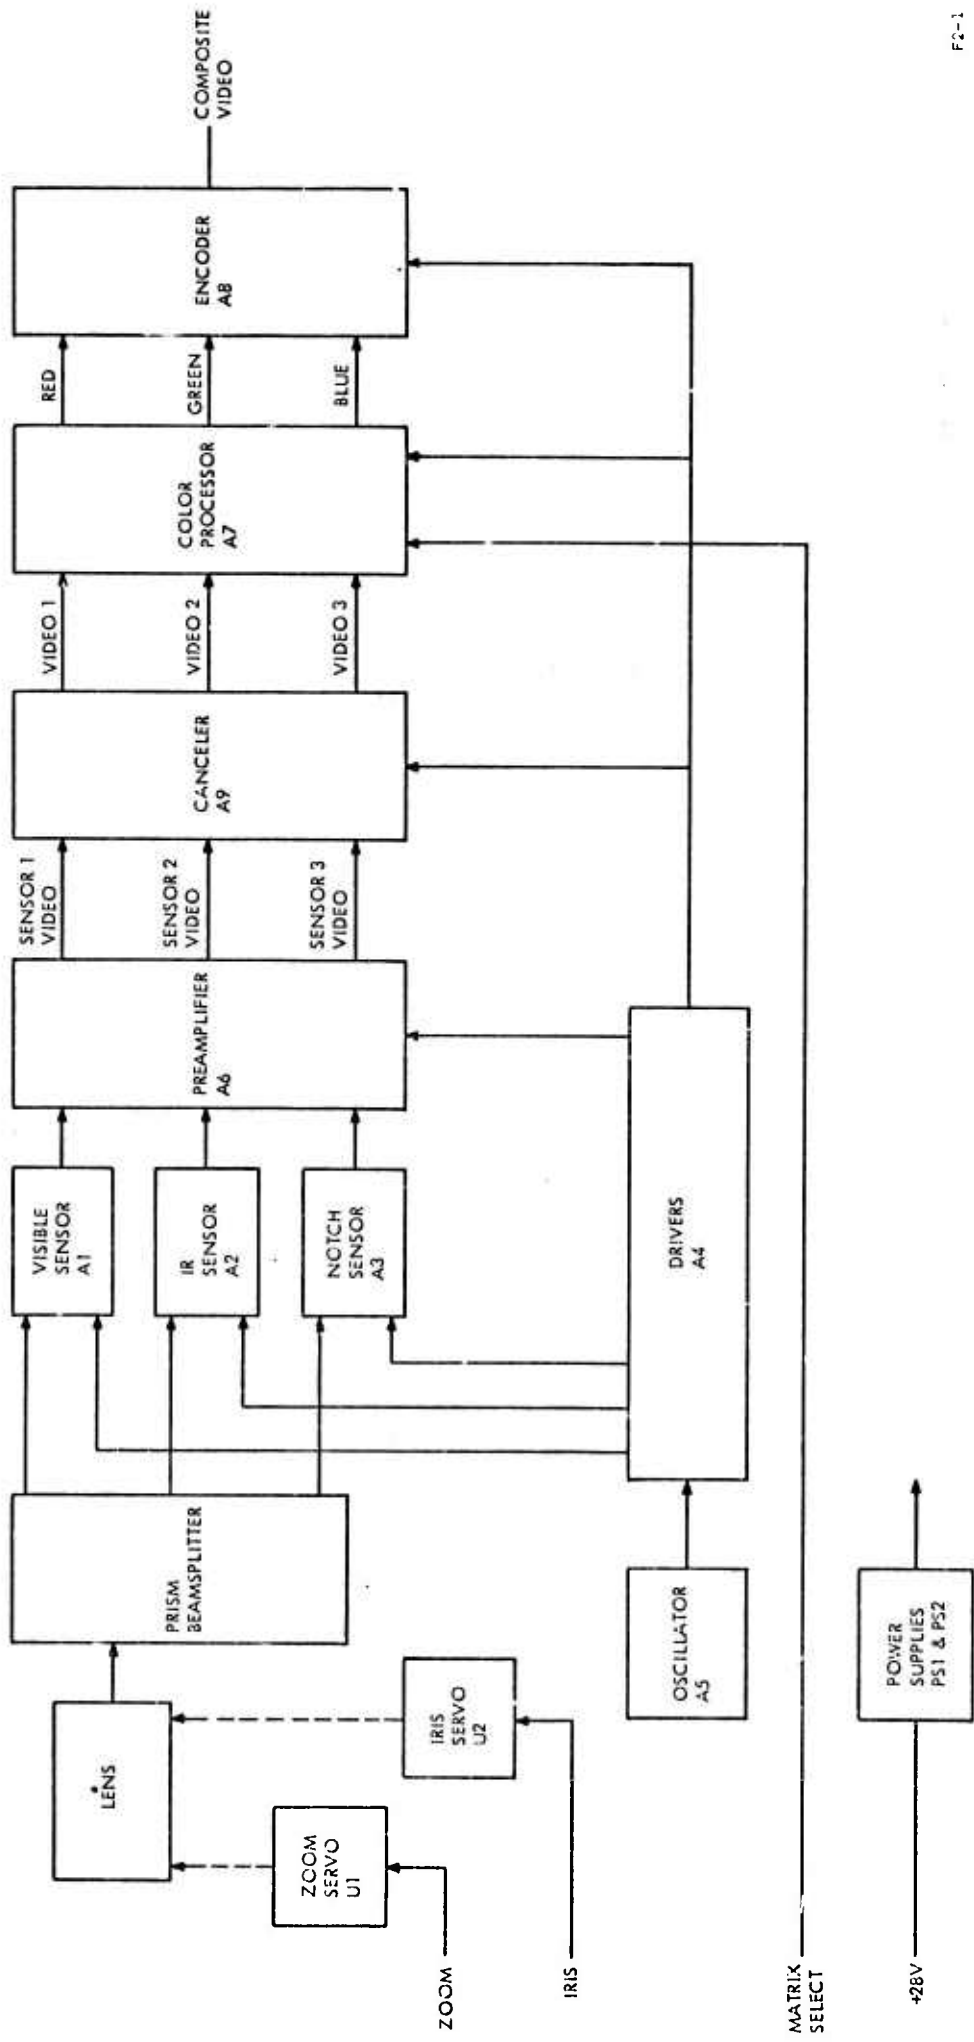 LENS
ZOOM
SERVO
U1
IRIS
SERVO
U2
ZOOM
IRIS
MATRIX
SELECT
+28V
PRISM
BEAMSPLITTER
OSCILLATOR
A5
POWER
SUPPLIES
PS1 & PS2
VISIBLE
SENSOR
A1
IR
SENSOR
A2
NOTCH
SENSOR
A3
DRIVERS
A4
PREAMPLIFIER
A6
SENSOR 1
VIDEO
SENSOR 2
VIDEO
SENSOR 3
VIDEO
CANCELER
A9
VIDEO 1
VIDEO 2
VIDEO 3
COLOR
PROCESSOR
A7
RED
GREEN
BLUE
ENCODER
A8
COMPOSITE
VIDEO
F2-1